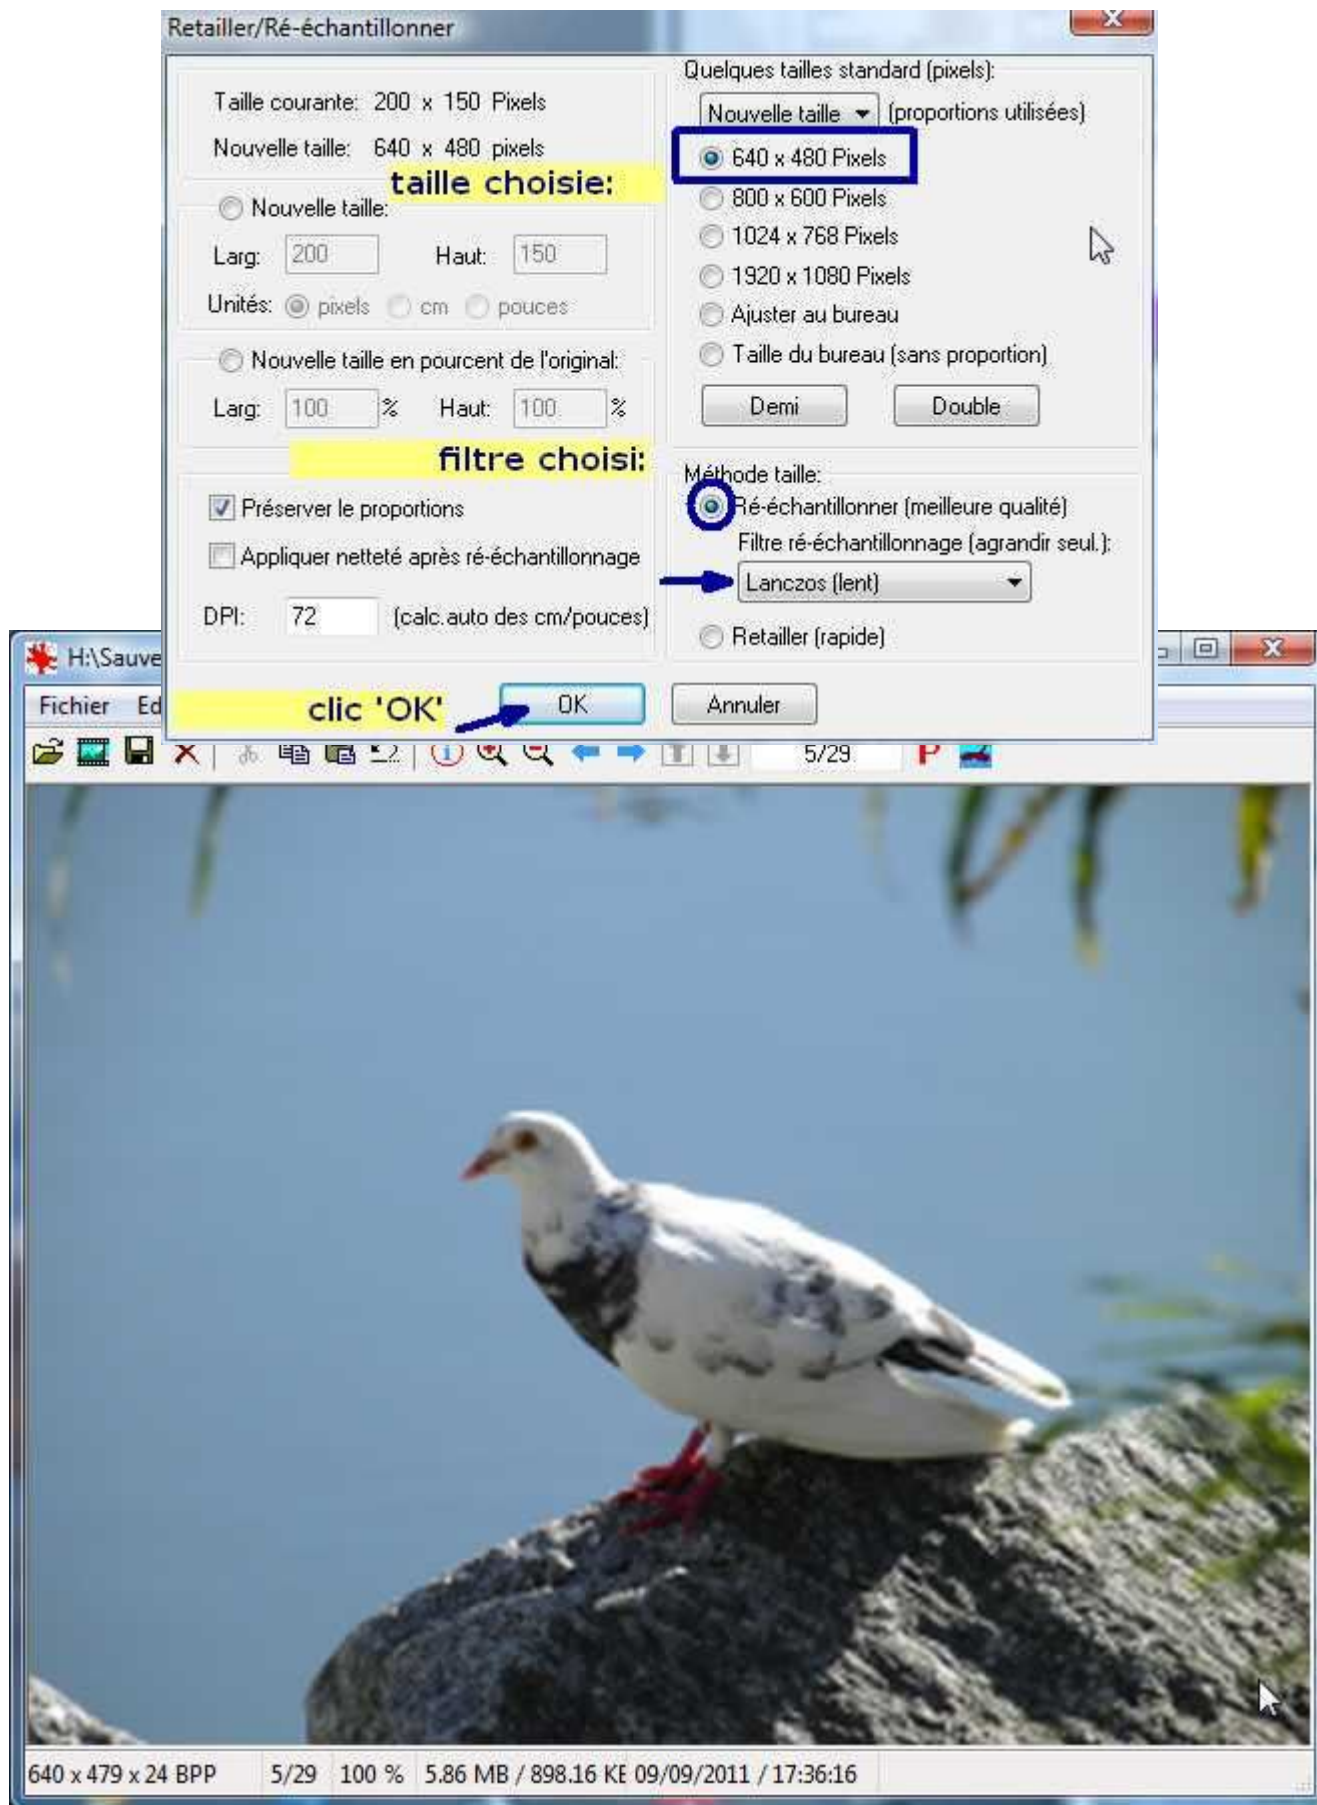 Retailler/Ré-échantillonner
Taille courante: 200 x 150 Pixels
Nouvelle taille: 640 x 480 pixels
taille choisie:
Nouvelle taille:
Larg: 200 Haut: 150
Unités: pixels cm pouces
Nouvelle taille en pourcent de l'original:
Larg: 100 % Haut: 100 %
filtre choisi:
Préserver le proportions
Appliquer netteté après ré-échantillonnage
DPI: 72 (calc.auto des cm/pouces)
Quelques tailles standard (pixels):
Nouvelle taille (proportions utilisées)
640 x 480 Pixels
800 x 600 Pixels
1024 x 768 Pixels
1920 x 1080 Pixels
Ajuster au bureau
Taille du bureau (sans proportion)
Demi Double
Méthode taille:
Ré-échantillonner (meilleure qualité)
Filtre ré-échantillonnage (agrandir seul.):
Lanczos (lent)
Retailler (rapide)
clic 'OK' OK Annuler
H:\Sauve
Fichier Ed
5/29 P
640 x 479 x 24 BPP 5/29 100 % 5.86 MB / 898.16 KE 09/09/2011 / 17:36:16